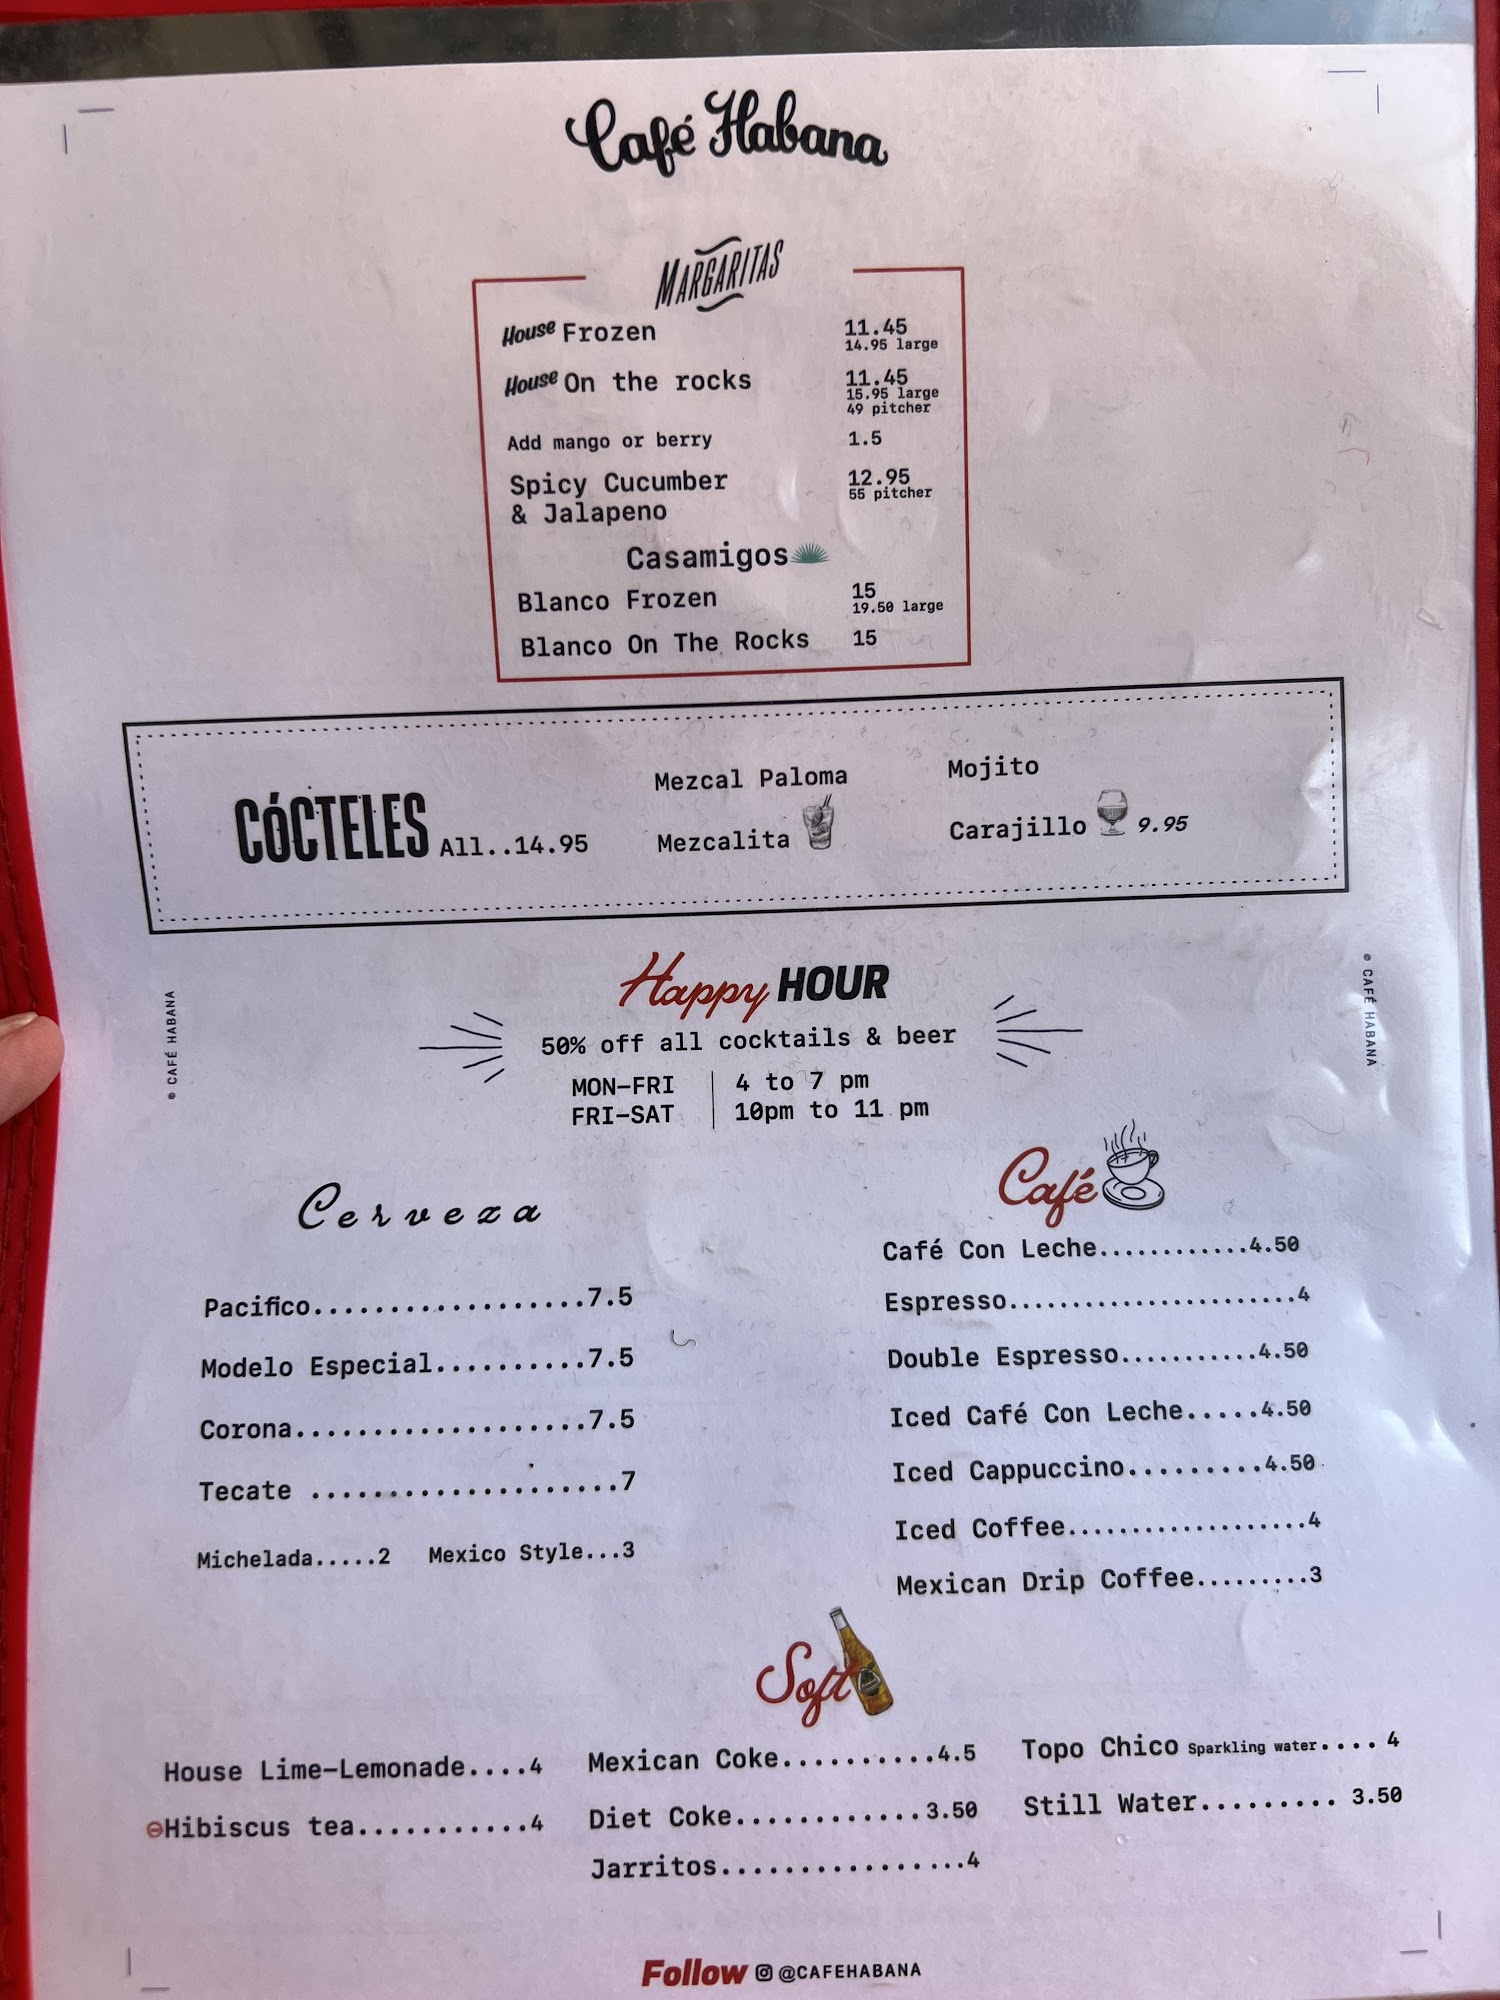 Café Habana
MARGARITAS
House Frozen 11.45
14.95 large
House On the rocks 11.45
15.95 large
49 pitcher
Add mango or berry 1.5
Spicy Cucumber 12.95
& Jalapeno 55 pitcher
Casamigos
Blanco Frozen 15
19.50 large
Blanco On The Rocks 15
CÓCTELES All..14.95
Mezcal Paloma
Mezcalita
Mojito
Carajillo 9.95
Happy HOUR
50% off all cocktails & beer
MON-FRI 4 to 7 pm
FRI-SAT 10pm to 11 pm
CAFÉ HABANA
CAFÉ HABANA
Cerveza
Pacifico..................7.5
Modelo Especial..........7.5
Corona...................7.5
Tecate ....................7
Michelada.....2 Mexico Style...3
Café
Café Con Leche............4.50
Espresso.......................4
Double Espresso...........4.50
Iced Café Con Leche.....4.50
Iced Cappuccino.........4.50
Iced Coffee...................4
Mexican Drip Coffee.........3
Soft
House Lime-Lemonade....4
Hibiscus tea...........4
Mexican Coke..........4.5
Diet Coke............3.50
Jarritos................4
Topo Chico Sparkling water.... 4
Still Water......... 3.50
Follow @CAFEHABANA